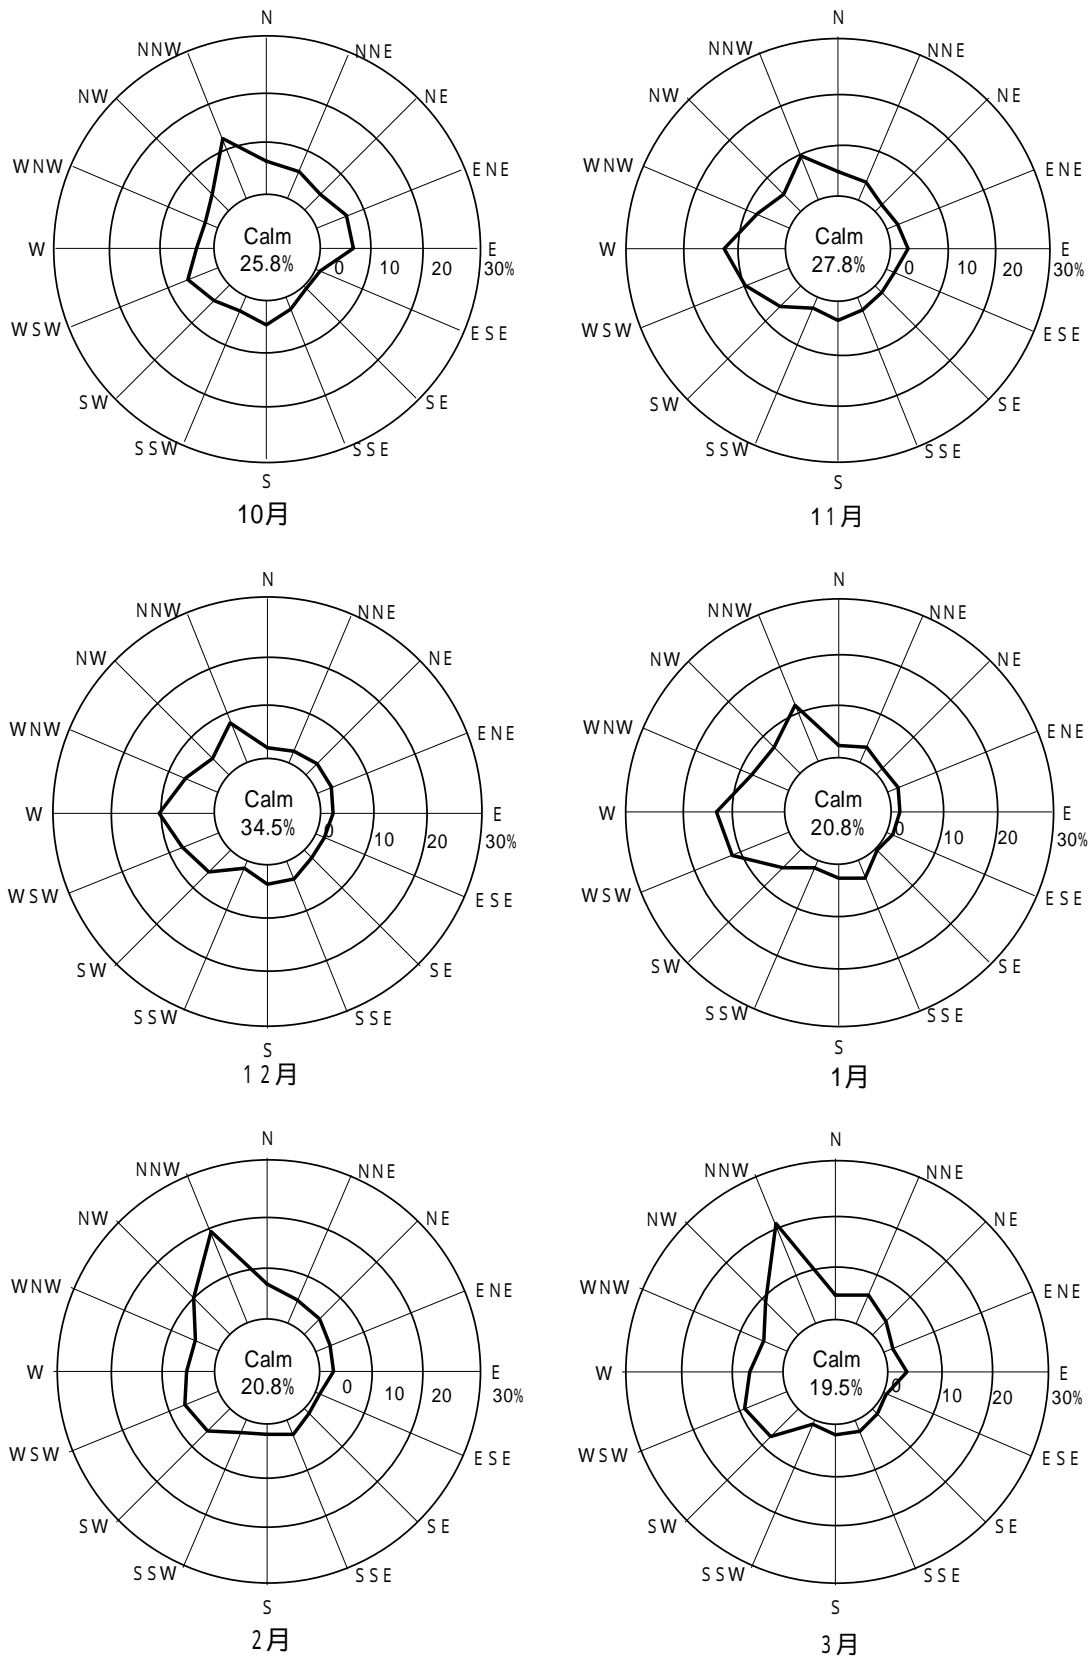 N
NNW NNE
NW NE
WNW ENE
W Calm E
25.8% 0 10 20 30%
WSW ESE
SW SE
SSW SSE
S
10月
N
NNW NNE
NW NE
WNW ENE
W Calm E
27.8% 0 10 20 30%
WSW ESE
SW SE
SSW SSE
S
11月
N
NNW NNE
NW NE
WNW ENE
W Calm E
34.5% 0 10 20 30%
WSW ESE
SW SE
SSW SSE
S
12月
N
NNW NNE
NW NE
WNW ENE
W Calm E
20.8% 0 10 20 30%
WSW ESE
SW SE
SSW SSE
S
1月
N
NNW NNE
NW NE
WNW ENE
W Calm E
20.8% 0 10 20 30%
WSW ESE
SW SE
SSW SSE
S
2月
N
NNW NNE
NW NE
WNW ENE
W Calm E
19.5% 0 10 20 30%
WSW ESE
SW SE
SSW SSE
S
3月